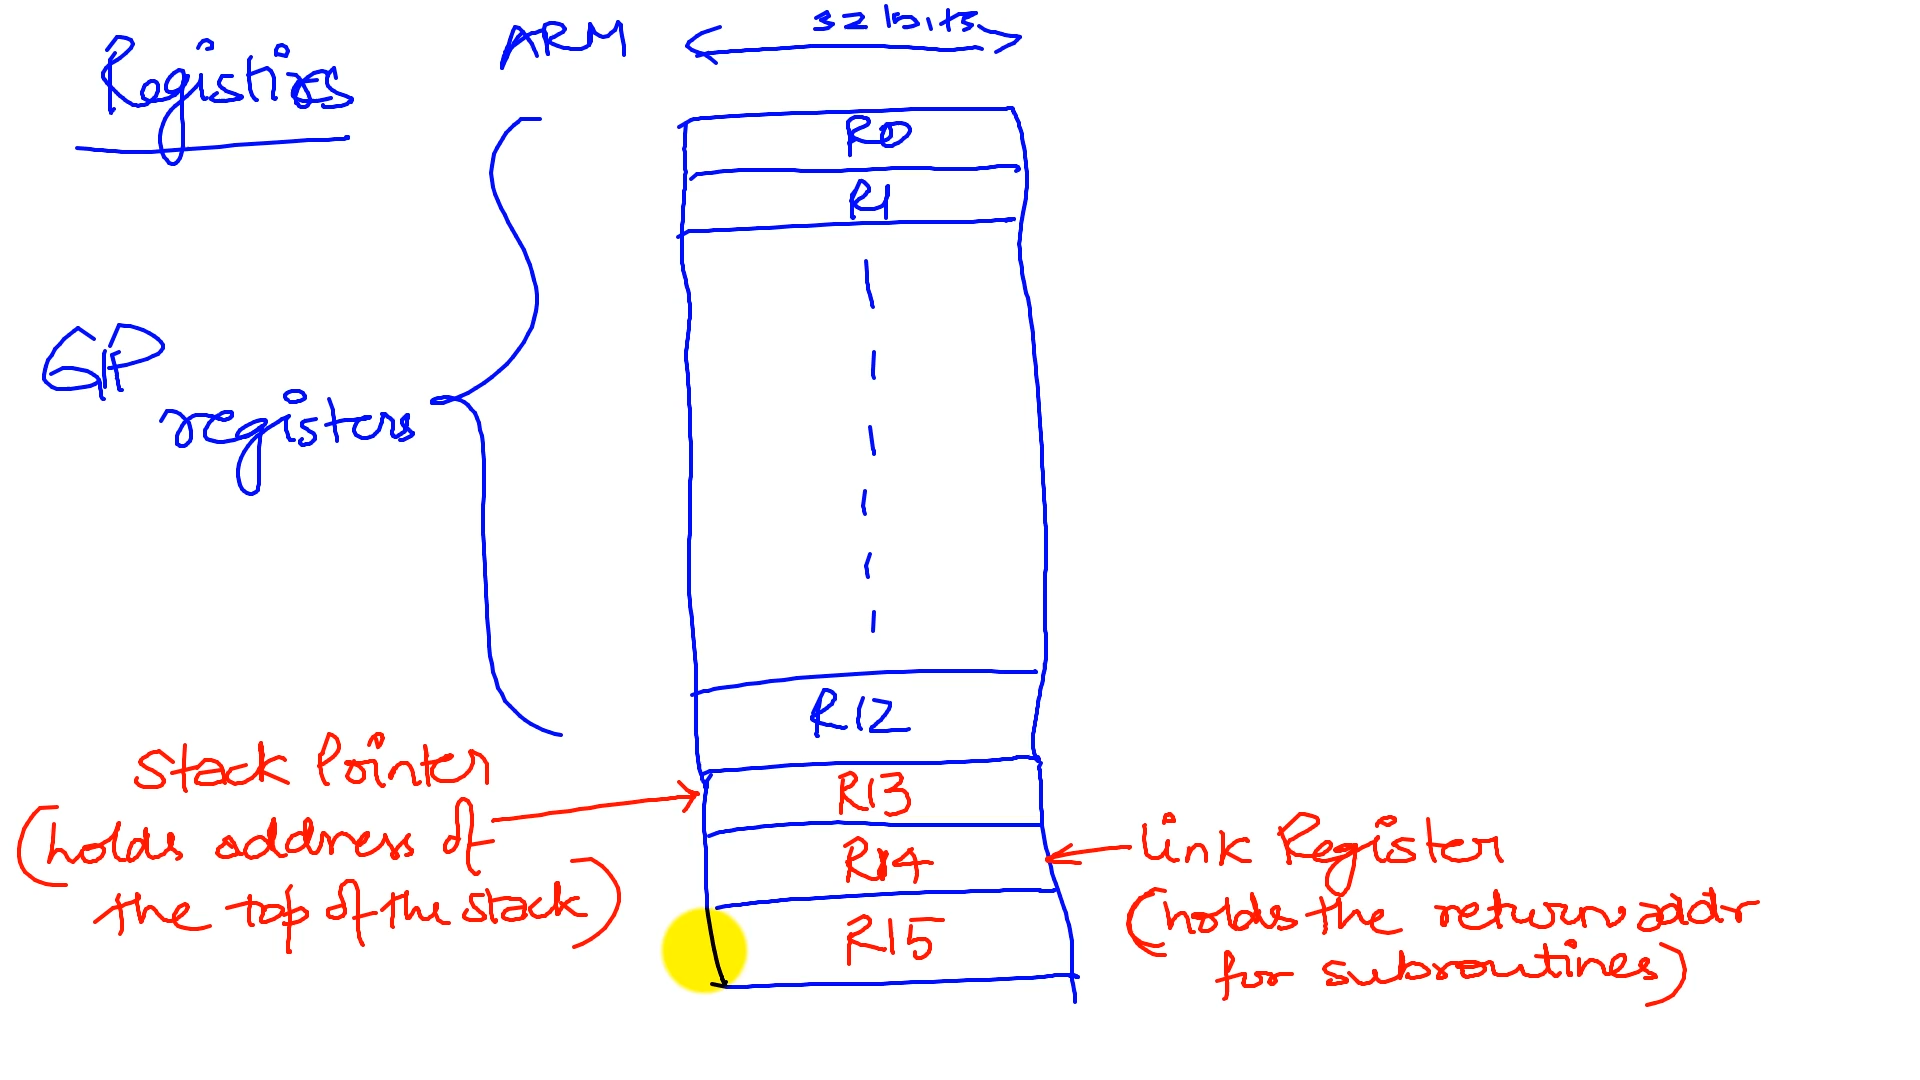 Registers
ARM
32 bits
R0
R1
GP
registers
R12
Stack Pointer
(holds address of
the top of the stack)
R13
R14
R15
Link Register
(holds the return addr
for subroutines)